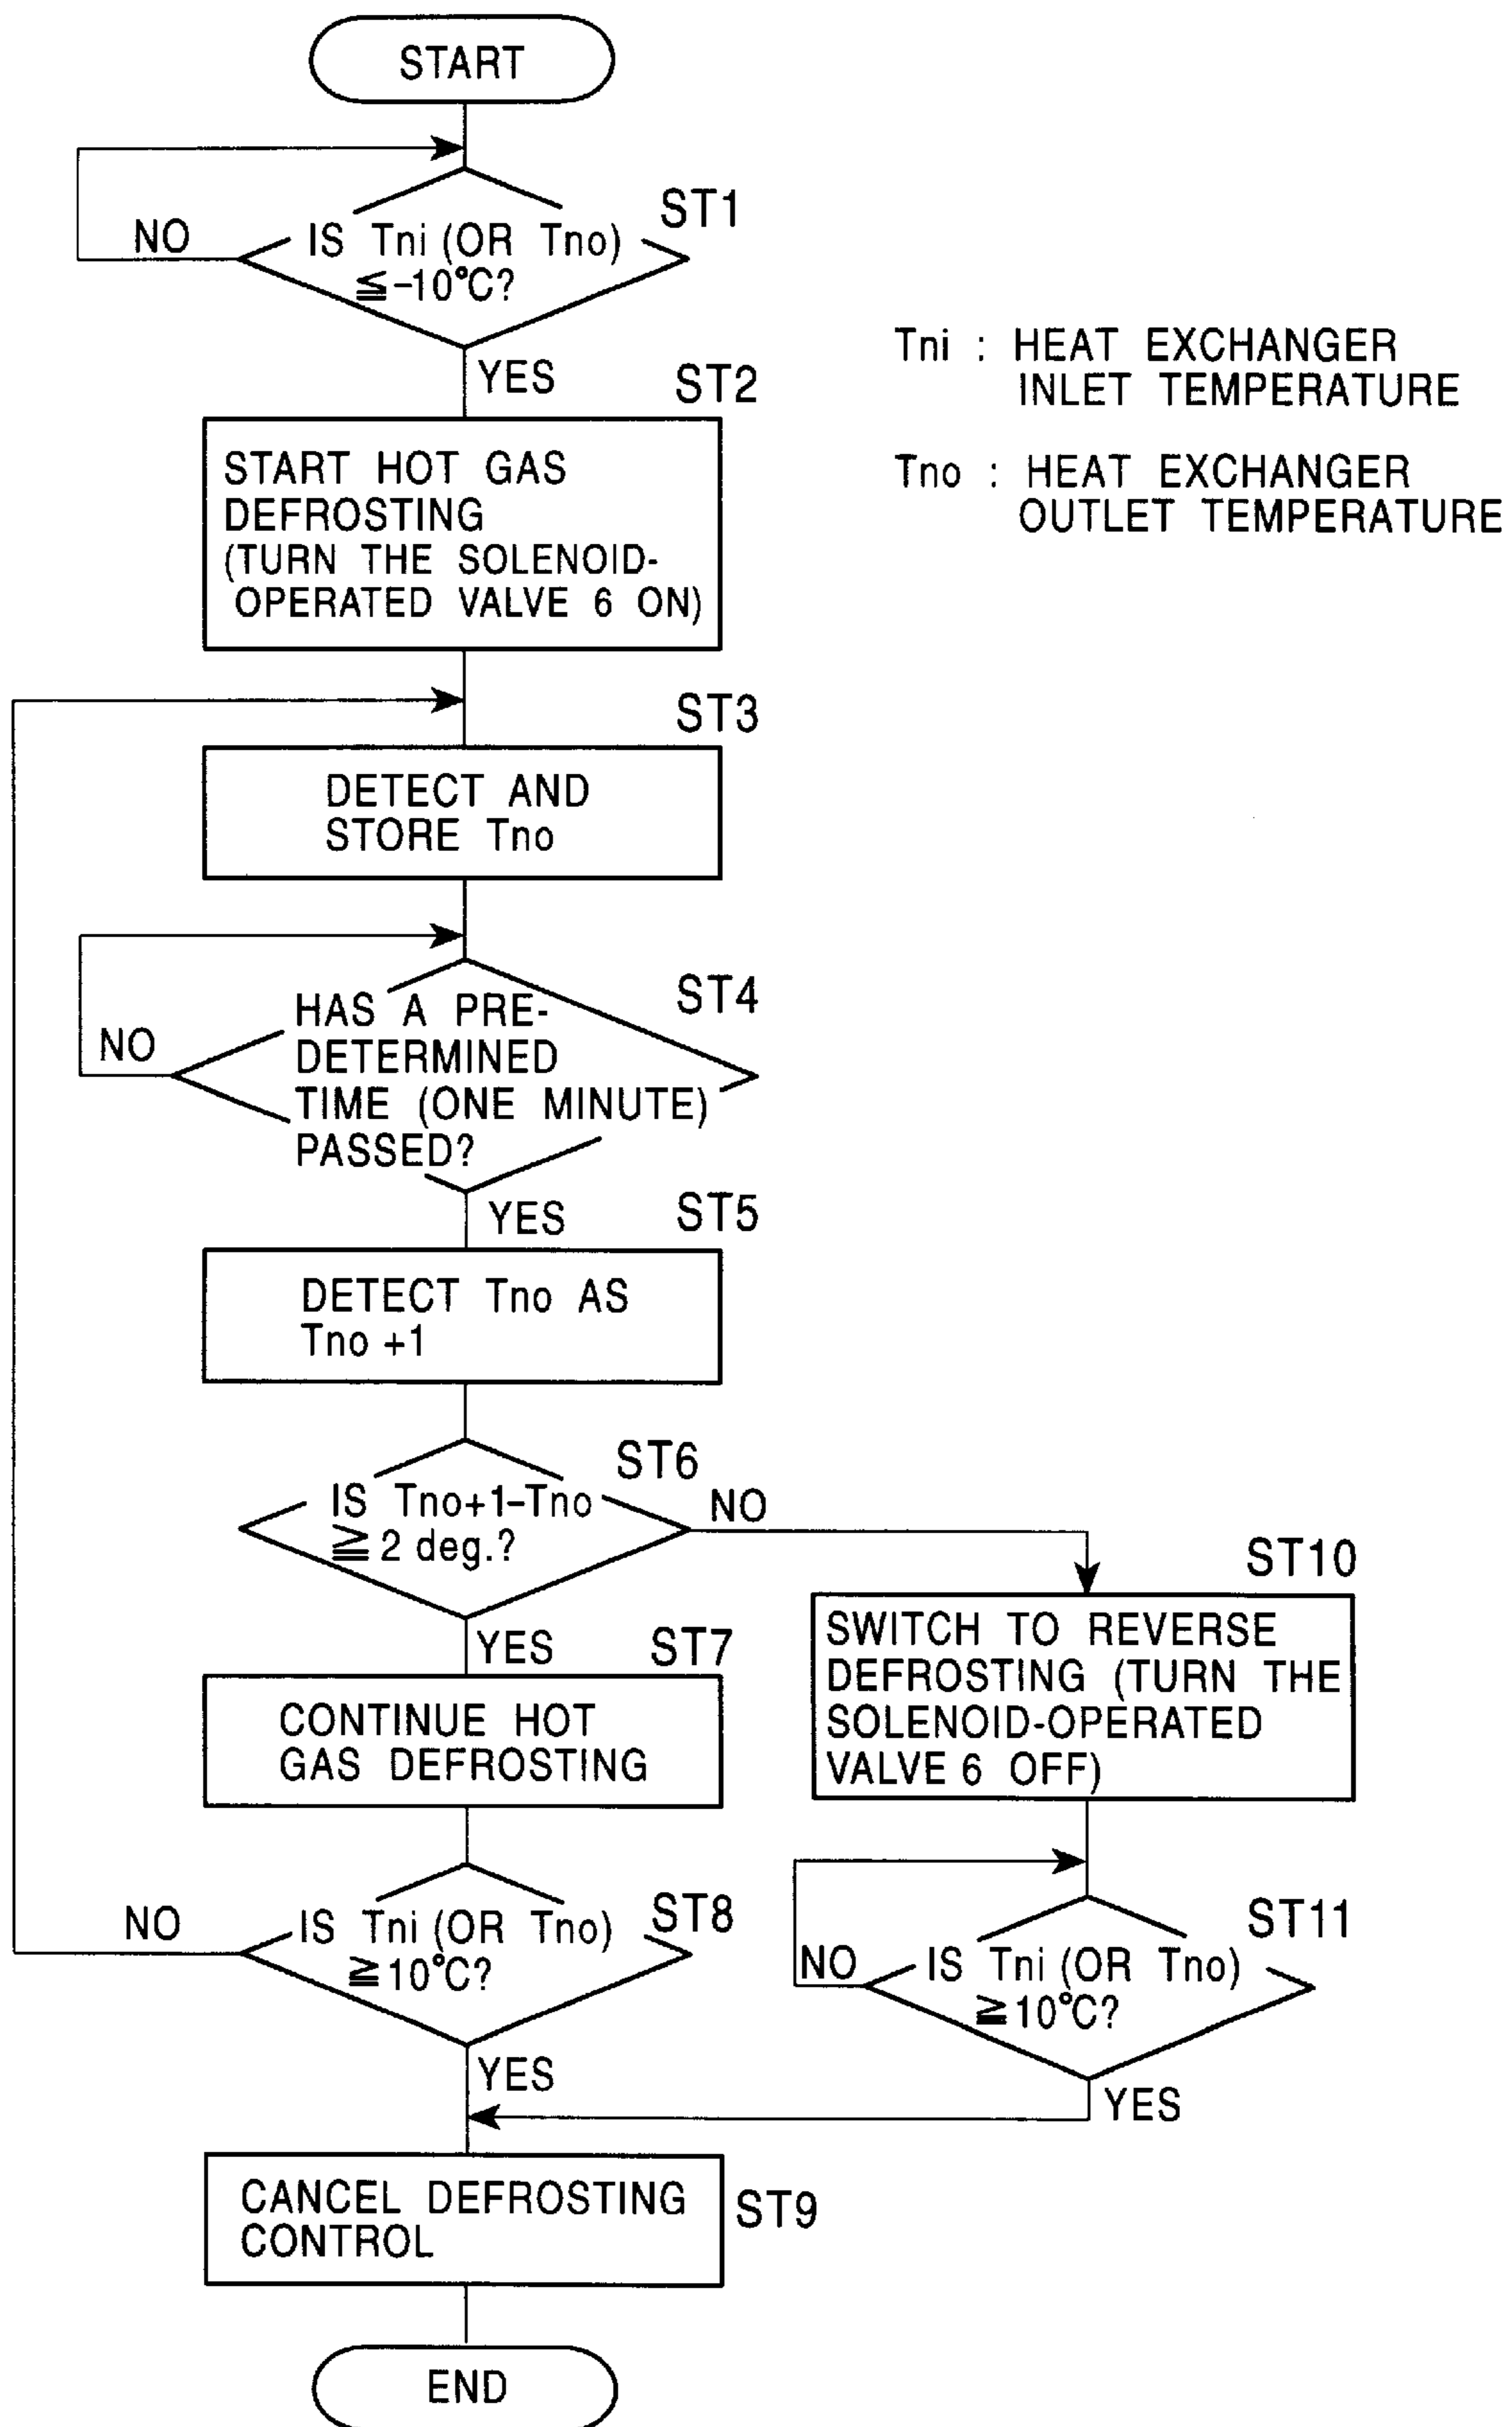 START
ST1
NO
IS Tni (OR Tno)
≦-10°C?
YES
Tni : HEAT EXCHANGER
INLET TEMPERATURE
Tno : HEAT EXCHANGER
OUTLET TEMPERATURE
ST2
START HOT GAS
DEFROSTING
(TURN THE SOLENOID-
OPERATED VALVE 6 ON)
ST3
DETECT AND
STORE Tno
ST4
NO
HAS A PRE-
DETERMINED
TIME (ONE MINUTE)
PASSED?
YES
ST5
DETECT Tno AS
Tno +1
ST6
IS Tno+1-Tno
≧2 deg.?
NO
YES
ST7
CONTINUE HOT
GAS DEFROSTING
ST10
SWITCH TO REVERSE
DEFROSTING (TURN THE
SOLENOID-OPERATED
VALVE 6 OFF)
ST8
NO
IS Tni (OR Tno)
≧10°C?
YES
ST11
NO
IS Tni (OR Tno)
≧10°C?
YES
CANCEL DEFROSTING
CONTROL
ST9
END